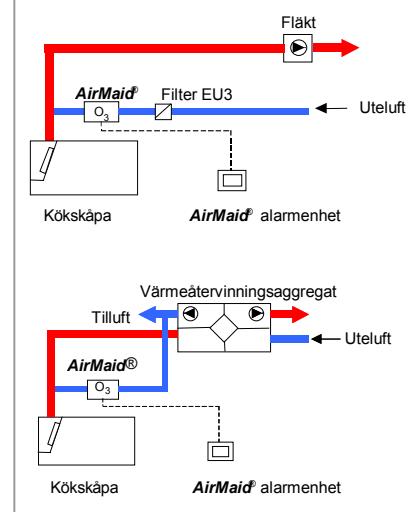 Fläkt
AirMaid® Filter EU3
O3
Uteluft
Kökskåpa
AirMaid® alarmenhet
Värmeåtervinningsaggregat
Tilluft
Uteluft
AirMaid®
O3
Kökskåpa
AirMaid® alarmenhet